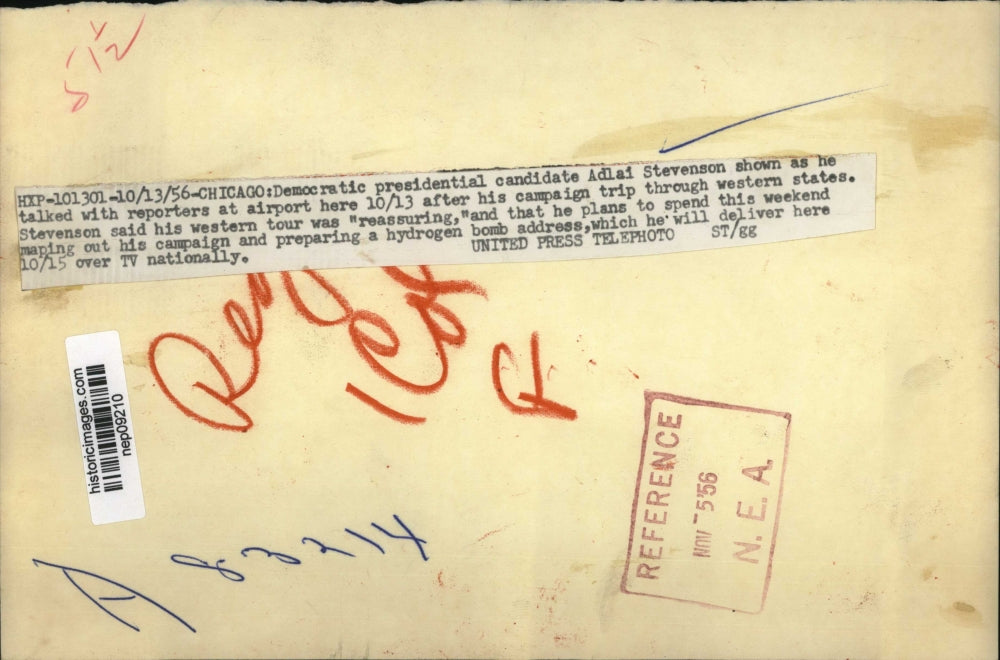 5 1/2
HXP-101301-10/13/56-CHICAGO:Democratic presidential candidate Adlai Stevenson shown as he
talked with reporters at airport here 10/13 after his campaign trip through western states.
Stevenson said his western tour was "reassuring,"and that he plans to spend this weekend
maping out his campaign and preparing a hydrogen bomb address,which he will deliver here
10/15 over TV nationally. UNITED PRESS TELEPHOTO ST/gg
historicimages.com
nep09210
REFERENCE
NOV -5'56
N. E. A.